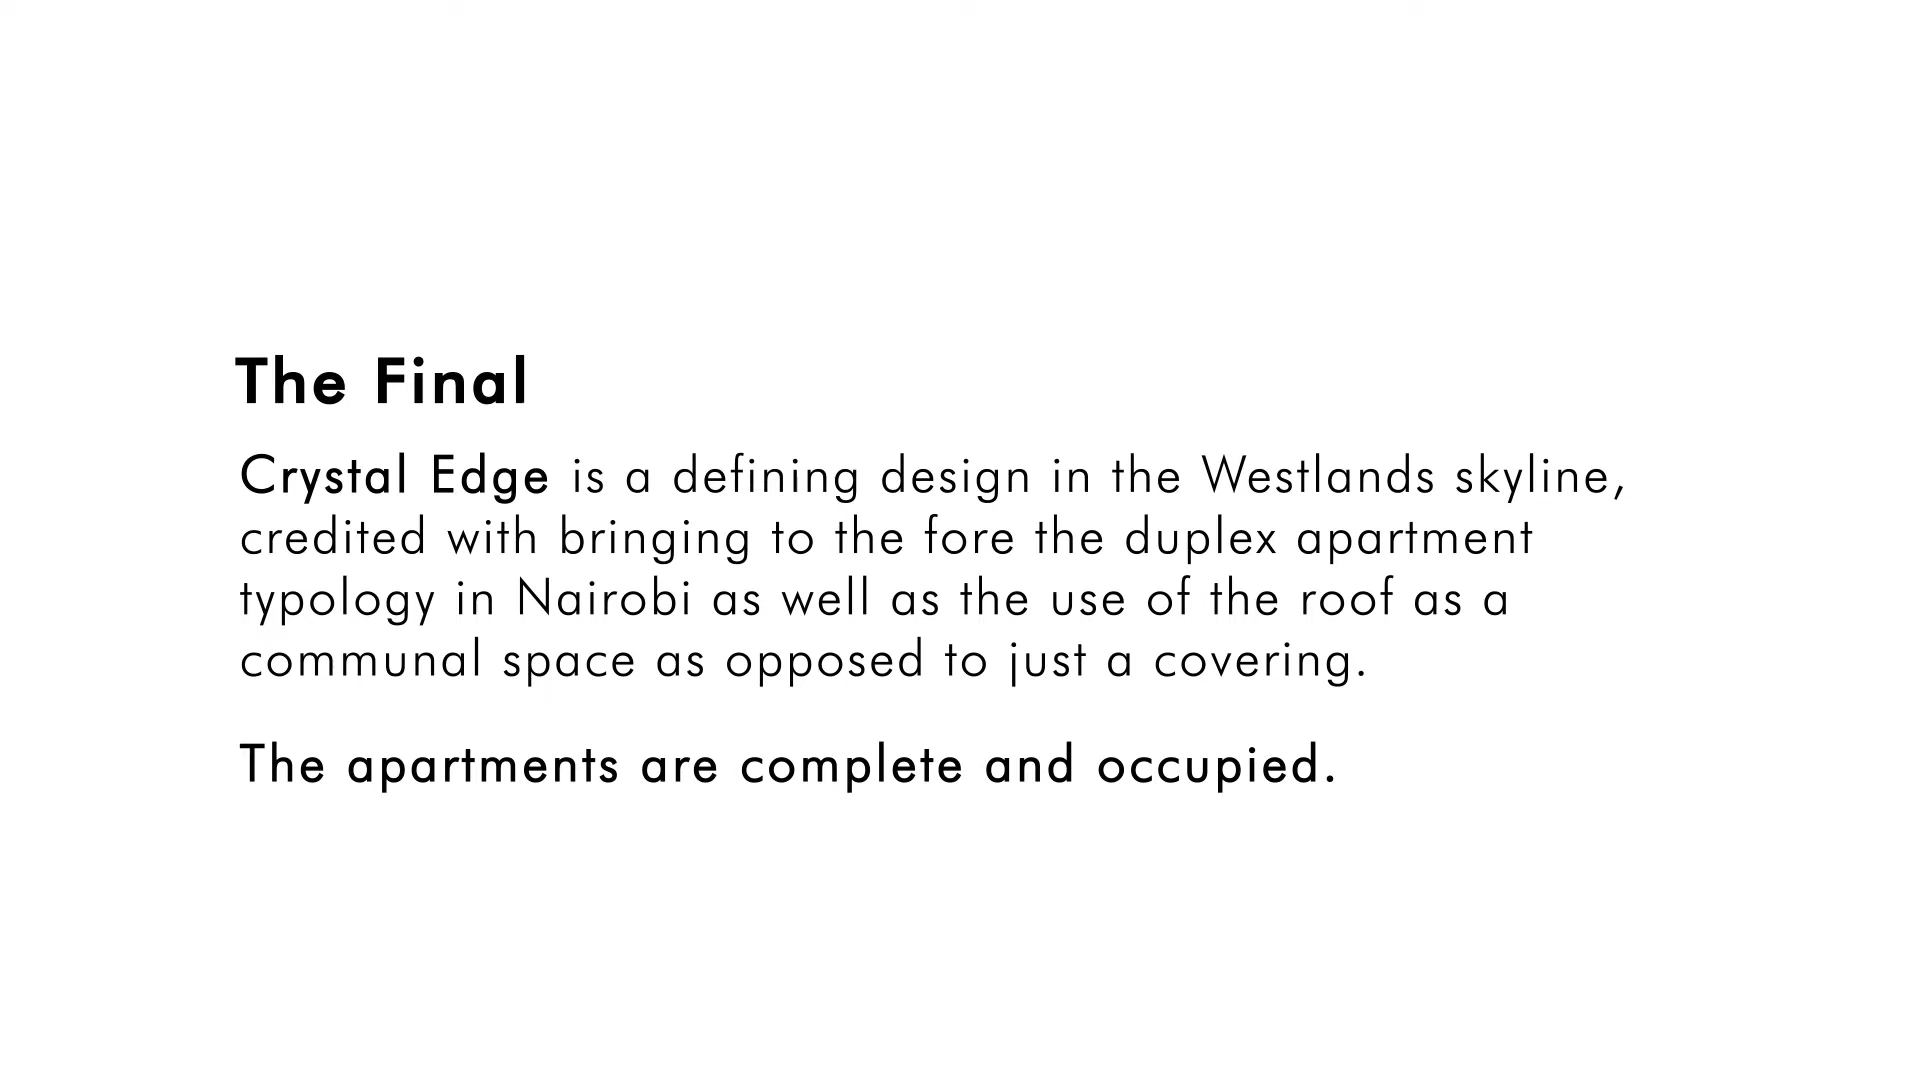 The Final
Crystal Edge is a defining design in the Westlands skyline,
credited with bringing to the fore the duplex apartment
typology in Nairobi as well as the use of the roof as a
communal space as opposed to just a covering.
The apartments are complete and occupied.